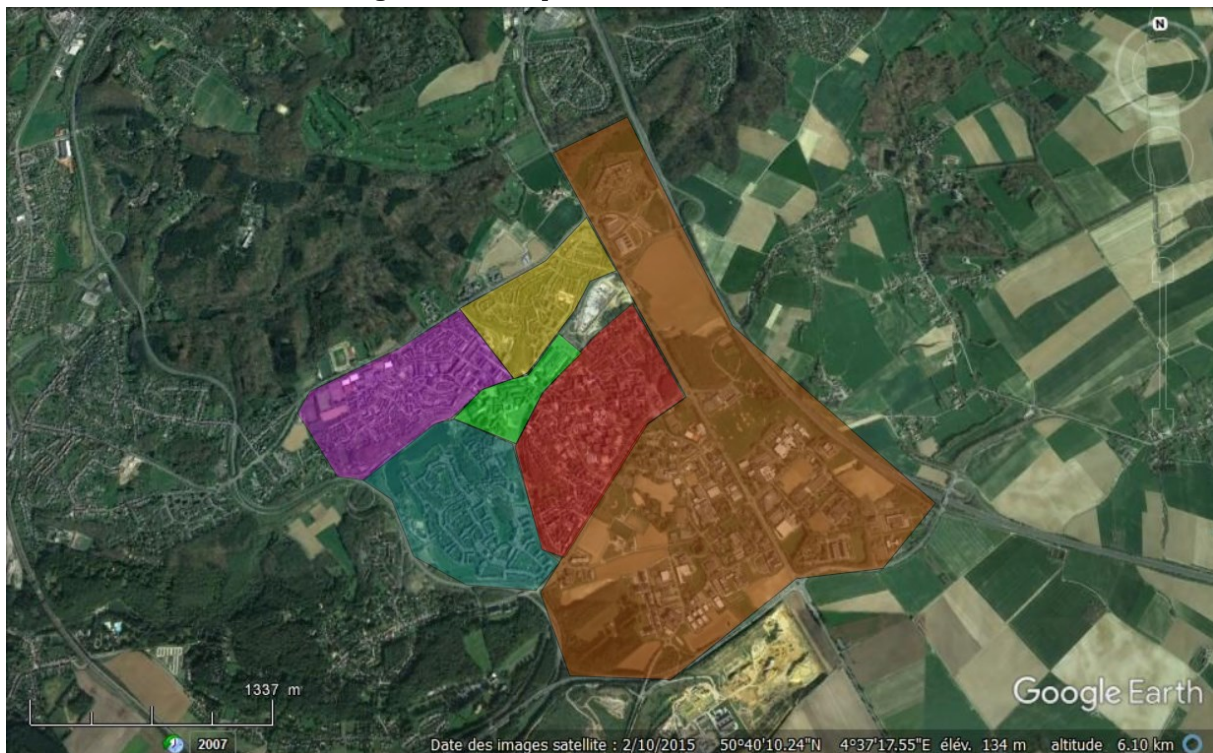 N
1337 m
Google Earth
2007
Date des images satellite : 2/10/2015 50°40'10.24"N 4°37'17.55"E élév. 134 m altitude 6.10 km